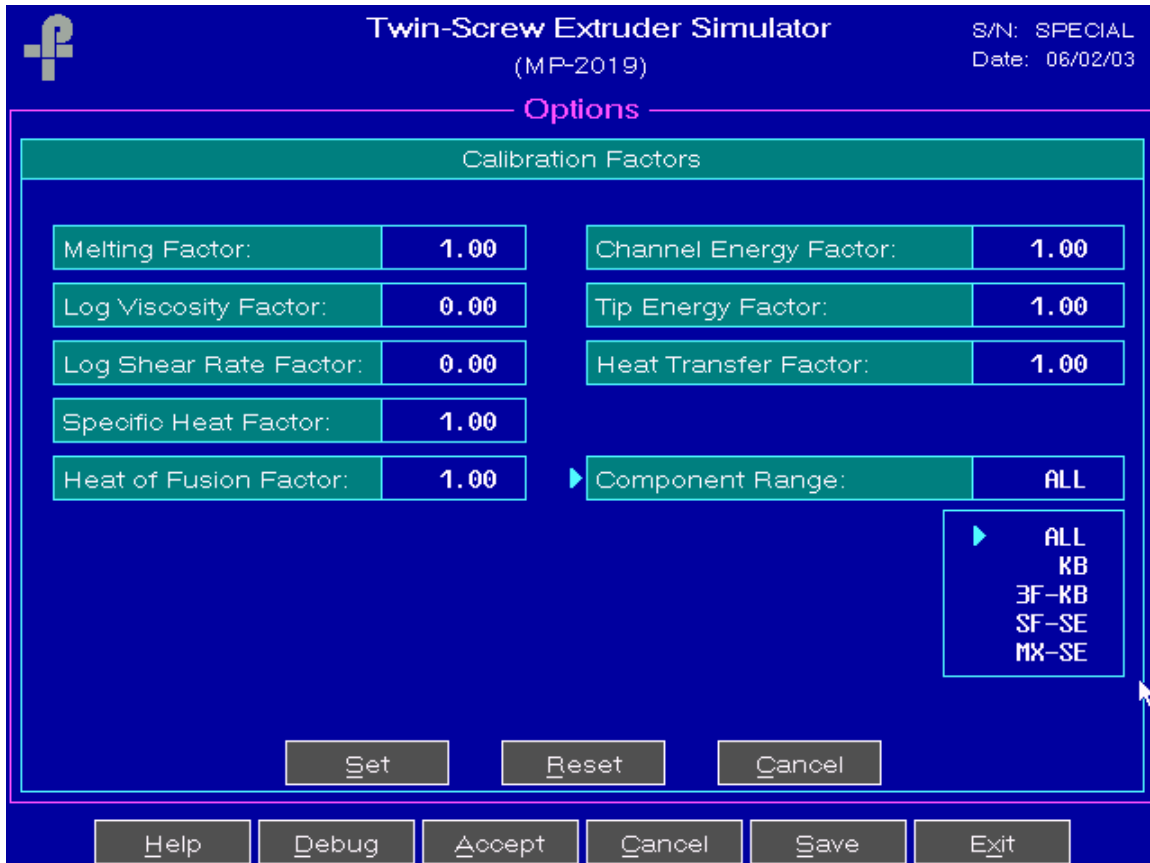 Twin-Screw Extruder Simulator
(MP-2019)
S/N: SPECIAL
Date: 06/02/03
Options
Calibration Factors
Melting Factor: 1.00
Channel Energy Factor: 1.00
Log Viscosity Factor: 0.00
Tip Energy Factor: 1.00
Log Shear Rate Factor: 0.00
Heat Transfer Factor: 1.00
Specific Heat Factor: 1.00
Heat of Fusion Factor: 1.00
Component Range: ALL
ALL
KB
3F-KB
SF-SE
MX-SE
Set Reset Cancel
Help Debug Accept Cancel Save Exit